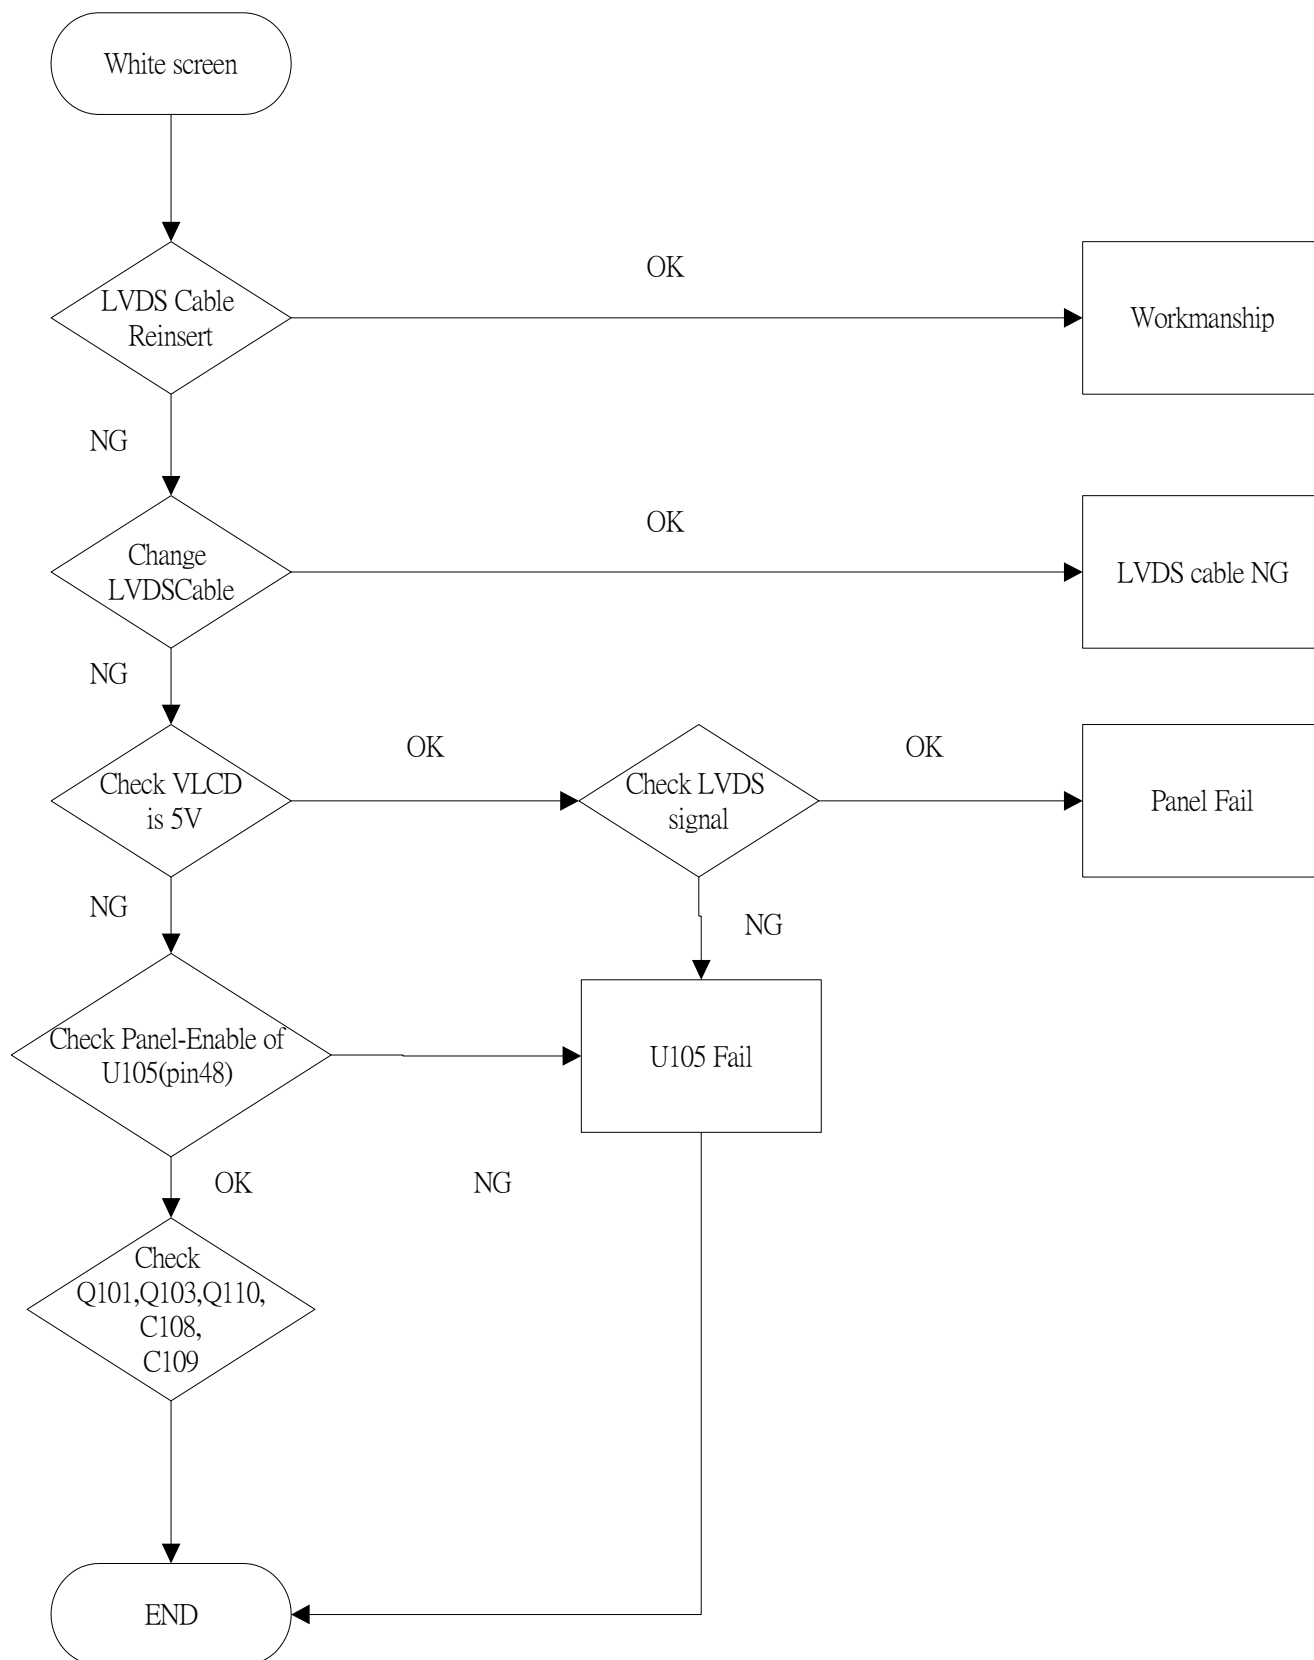 White screen
OK
LVDS Cable
Reinsert
Workmanship
NG
OK
Change
LVDSCable
LVDS cable NG
NG
OK
OK
Check VLCD
is 5V
Check LVDS
signal
Panel Fail
NG
NG
Check Panel-Enable of
U105(pin48)
U105 Fail
OK
NG
Check
Q101,Q103,Q110,
C108,
C109
END